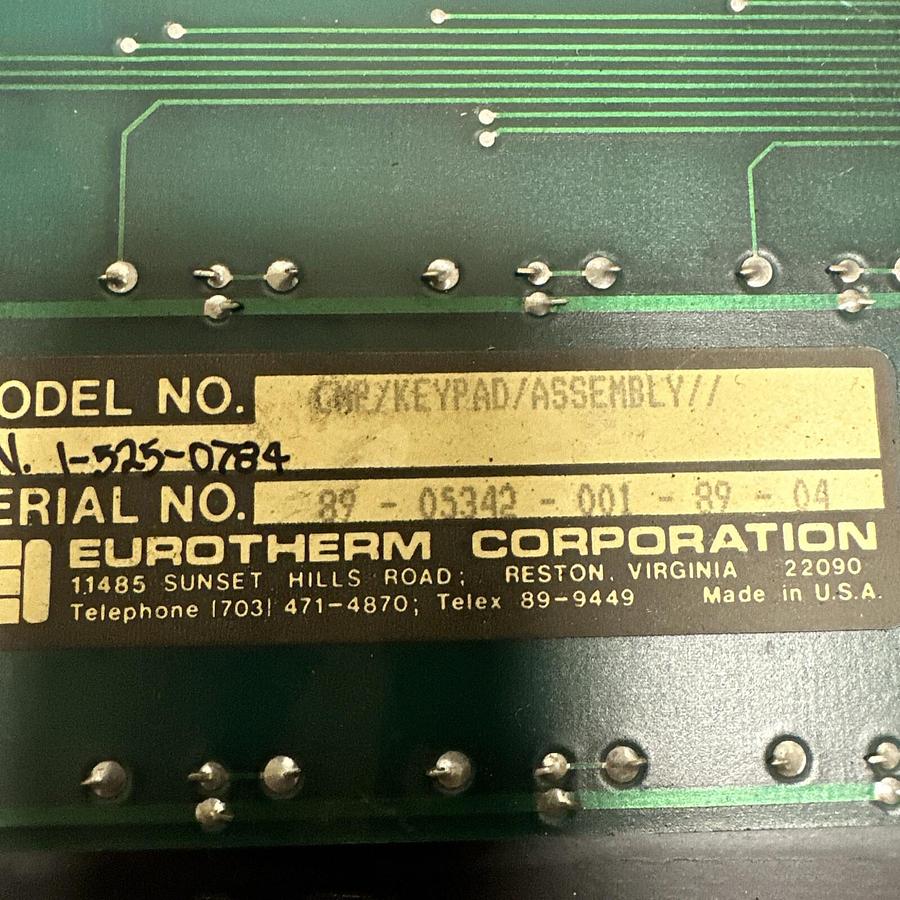 ODEL NO. CMP/KEYPAD/ASSEMBLY//
N. 1-525-0784
ERIAL NO. 89 - 05342 - 001 - 89 - 04
EUROTHERM CORPORATION
11485 SUNSET HILLS ROAD; RESTON, VIRGINIA 22090
Telephone (703) 471-4870; Telex 89-9449 Made in U.S.A.